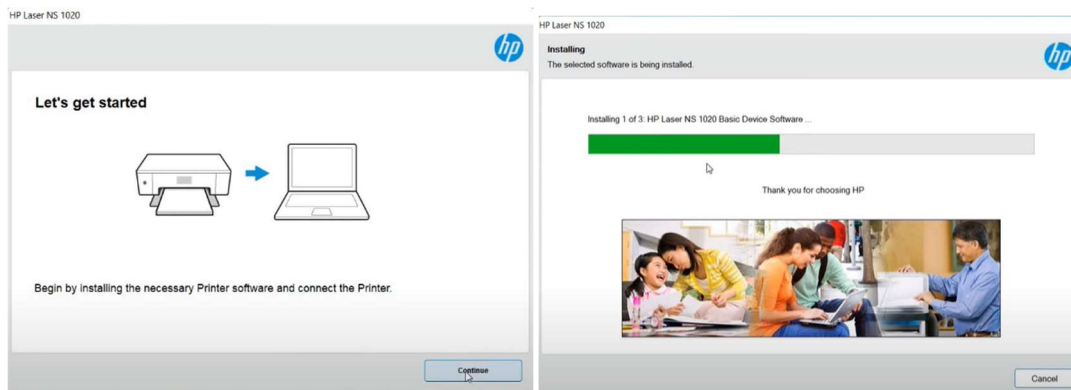 HP Laser NS 1020
hp
Let's get started
Begin by installing the necessary Printer software and connect the Printer.
Continue
HP Laser NS 1020
Installing
The selected software is being installed.
hp
Installing 1 of 3: HP Laser NS 1020 Basic Device Software ...
Thank you for choosing HP
Cancel